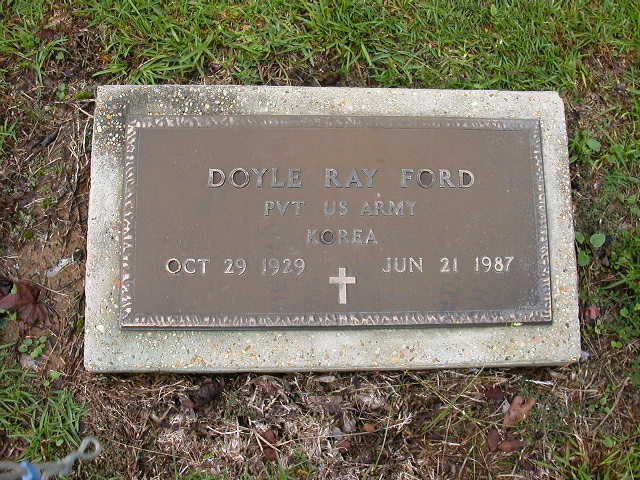 DOYLE RAY FORD
PVT US ARMY
KOREA
OCT 29 1929 JUN 21 1987